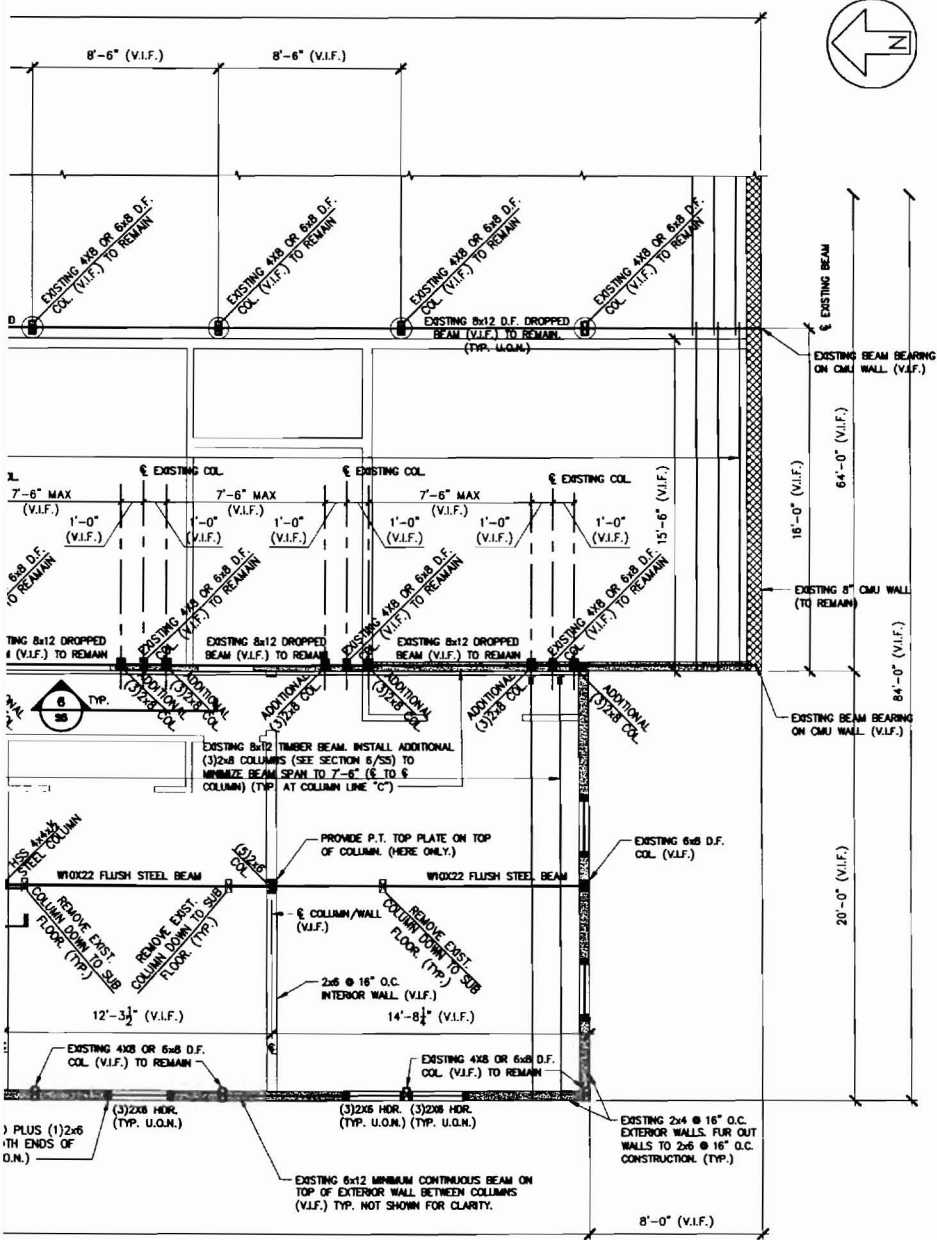 N
8'-6" (V.I.F.)
8'-6" (V.I.F.)
EXISTING 4X8 OR 6x8 D.F.
COL. (V.I.F.) TO REMAIN
EXISTING 4X8 OR 6x8 D.F.
COL. (V.I.F.) TO REMAIN
EXISTING 4X8 OR 6x8 D.F.
COL. (V.I.F.) TO REMAIN
EXISTING 4X8 OR 6x8 D.F.
COL. (V.I.F.) TO REMAIN
D
EXISTING 8x12 D.F. DROPPED
BEAM (V.I.F.) TO REMAIN.
(TYP. U.O.N.)
℄ EXISTING BEAM
EXISTING BEAM BEARING
ON CMU WALL (V.I.F.)
64'-0" (V.I.F.)
16'-0" (V.I.F.)
15'-6" (V.I.F.)
84'-0" (V.I.F.)
℄ EXISTING COL.
℄ EXISTING COL.
℄ EXISTING COL.
7'-6" MAX
(V.I.F.)
7'-6" MAX
(V.I.F.)
7'-6" MAX
(V.I.F.)
1'-0"
(V.I.F.)
1'-0"
(V.I.F.)
1'-0"
(V.I.F.)
1'-0"
(V.I.F.)
1'-0"
(V.I.F.)
1'-0"
(V.I.F.)
6x8 D.F.
TO REAMAIN
EXISTING 4X8 OR 6x8 D.F.
COL. (V.I.F.) TO REAMAIN
EXISTING 4X8 OR 6x8 D.F.
COL. (V.I.F.) TO REAMAIN
EXISTING 4X8 OR 6x8 D.F.
COL. (V.I.F.) TO REAMAIN
EXISTING 8" CMU WALL
(TO REMAIN)
TING 8x12 DROPPED
M (V.I.F.) TO REMAIN
EXISTING 8x12 DROPPED
BEAM (V.I.F.) TO REMAIN
EXISTING 8x12 DROPPED
BEAM (V.I.F.) TO REMAIN
ADDITIONAL
(3)2x8 COL.
ADDITIONAL
(3)2x8 COL.
ADDITIONAL
(3)2x8 COL.
ADDITIONAL
(3)2x8 COL.
ADDITIONAL
(3)2x8 COL.
ADDITIONAL
(3)2x8 COL.
6
S5
TYP.
EXISTING BEAM BEARING
ON CMU WALL (V.I.F.)
EXISTING 8x12 TIMBER BEAM. INSTALL ADDITIONAL
(3)2x8 COLUMNS (SEE SECTION 6/S5) TO
MINIMIZE BEAM SPAN TO 7'-6" (℄ TO ℄
COLUMN) (TYP. AT COLUMN LINE "C")
HSS 4x4x
STEEL COLUMN
(5)2x6
COL.
PROVIDE P.T. TOP PLATE ON TOP
OF COLUMN. (HERE ONLY.)
EXISTING 6x8 D.F.
COL. (V.I.F.)
W10X22 FLUSH STEEL BEAM
W10X22 FLUSH STEEL BEAM
REMOVE EXIST.
COLUMN DOWN TO SUB
FLOOR. (TYP.)
REMOVE EXIST.
COLUMN DOWN TO SUB
FLOOR. (TYP.)
℄ COLUMN/WALL
(V.I.F.)
REMOVE EXIST.
COLUMN DOWN TO SUB
FLOOR. (TYP.)
20'-0" (V.I.F.)
2x6 @ 16" O.C.
INTERIOR WALL (V.I.F.)
12'-3½" (V.I.F.)
14'-8¼" (V.I.F.)
℄
EXISTING 4X8 OR 6x8 D.F.
COL. (V.I.F.) TO REMAIN
EXISTING 4X8 OR 6x8 D.F.
COL. (V.I.F.) TO REMAIN
(3)2X8 HDR.
(TYP. U.O.N.)
(3)2X6 HDR.
(TYP. U.O.N.)
(3)2X8 HDR.
(TYP. U.O.N.)
) PLUS (1)2x6
TH ENDS OF
O.N.)
EXISTING 2x4 @ 16" O.C.
EXTERIOR WALLS. FUR OUT
WALLS TO 2x6 @ 16" O.C.
CONSTRUCTION. (TYP.)
EXISTING 6x12 MINIMUM CONTINUOUS BEAM ON
TOP OF EXTERIOR WALL BETWEEN COLUMNS
(V.I.F.) TYP. NOT SHOWN FOR CLARITY.
8'-0" (V.I.F.)